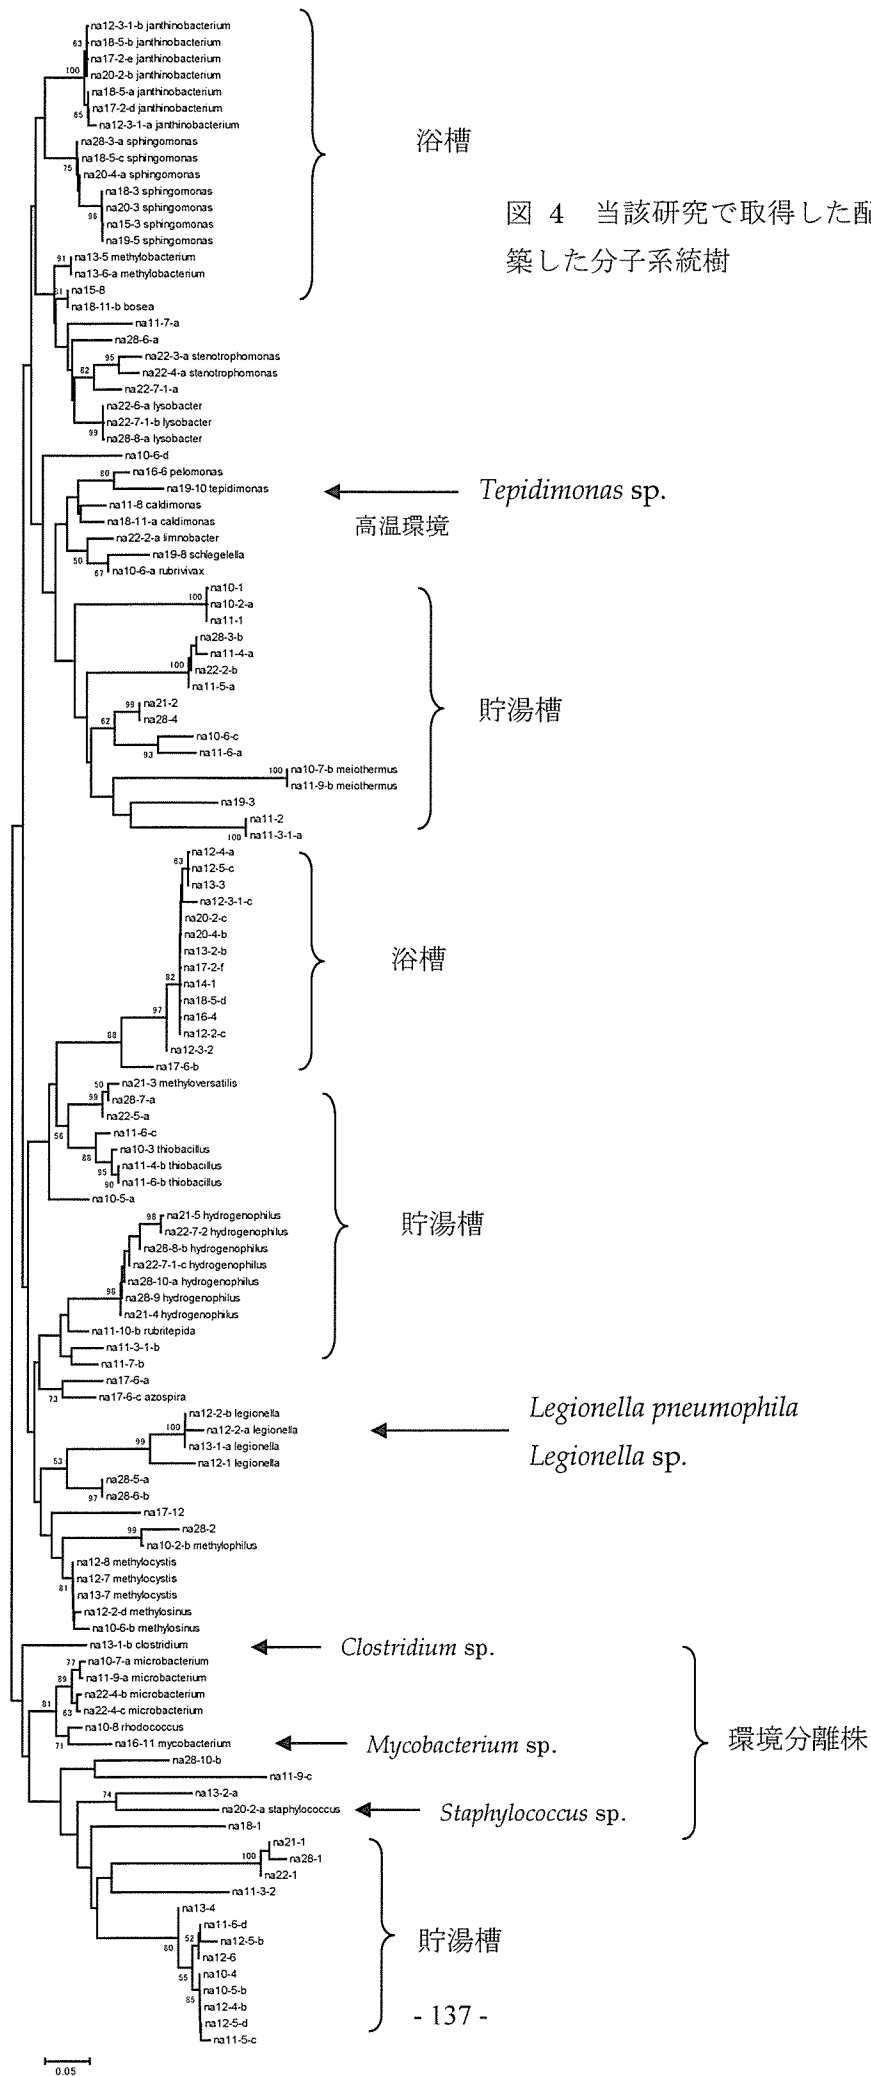 na12-3-1-b janthinobacterium
63
na18-5-b janthinobacterium
na17-2-e janthinobacterium
100
na20-2-b janthinobacterium
na18-5-a janthinobacterium
na17-2-d janthinobacterium
65
na12-3-1-a janthinobacterium
浴槽
na28-3-a sphingomonas
na18-5-c sphingomonas
75
na20-4-a sphingomonas
na18-3 sphingomonas
na20-3 sphingomonas
96
na15-3 sphingomonas
na19-5 sphingomonas
図 4 当該研究で取得した配
築した分子系統樹
91
na13-5 methylobacterium
na13-6-a methylobacterium
na15-8
na18-11-b bosea
na11-7-a
na28-6-a
95
na22-3-a stenotrophomonas
82
na22-4-a stenotrophomonas
na22-7-1-a
na22-6-a lysobacter
na22-7-1-b lysobacter
99
na28-8-a lysobacter
na10-6-d
80
na16-6 pelomonas
na19-10 tepidimonas
Tepidimonas sp.
高温環境
na11-8 caldimonas
na18-11-a caldimonas
na22-2-a limnobacter
50
na19-8 schlegelella
67
na10-6-a rubrivivax
na10-1
100
na10-2-a
na11-1
na28-3-b
na11-4-a
100
na22-2-b
na11-5-a
99
na21-2
62
na28-4
na10-6-c
93
na11-6-a
100
na10-7-b meiothermus
na11-9-b meiothermus
na19-3
na11-2
100
na11-3-1-a
貯湯槽
na12-4-a
63
na12-5-c
na13-3
na12-3-1-c
na20-2-c
na20-4-b
na13-2-b
na17-2-f
82
na14-1
na18-5-d
97
na16-4
na12-2-c
88
na12-3-2
na17-6-b
浴槽
50
na21-3 methyloversatilis
99
na28-7-a
na22-5-a
56
na11-6-c
88
na10-3 thiobacillus
95
na11-4-b thiobacillus
90
na11-6-b thiobacillus
na10-5-a
98
na21-5 hydrogenophilus
na22-7-2 hydrogenophilus
na28-8-b hydrogenophilus
na22-7-1-c hydrogenophilus
na28-10-a hydrogenophilus
96
na28-9 hydrogenophilus
na21-4 hydrogenophilus
na11-10-b rubritepida
na11-3-1-b
na11-7-b
貯湯槽
na17-6-a
73
na17-6-c azospira
na12-2-b legionella
100
na12-2-a legionella
99
na13-1-a legionella
na12-1 legionella
Legionella pneumophila
Legionella sp.
53
na28-5-a
97
na28-6-b
na17-12
99
na28-2
na10-2-b methylophilus
na12-8 methylocystis
na12-7 methylocystis
81
na13-7 methylocystis
na12-2-d methylosinus
na10-6-b methylosinus
na13-1-b clostridium
Clostridium sp.
77
na10-7-a microbacterium
89
na11-9-a microbacterium
81
na22-4-b microbacterium
63
na22-4-c microbacterium
na10-8 rhodococcus
71
na16-11 mycobacterium
Mycobacterium sp.
環境分離株
na28-10-b
na11-9-c
74
na13-2-a
na20-2-a staphylococcus
Staphylococcus sp.
na18-1
na21-1
100
na28-1
na22-1
na11-3-2
na13-4
na11-6-d
52
na12-5-b
80
na12-6
55
na10-4
na10-5-b
85
na12-4-b
na12-5-d
na11-5-c
貯湯槽
- 137 -
0.05